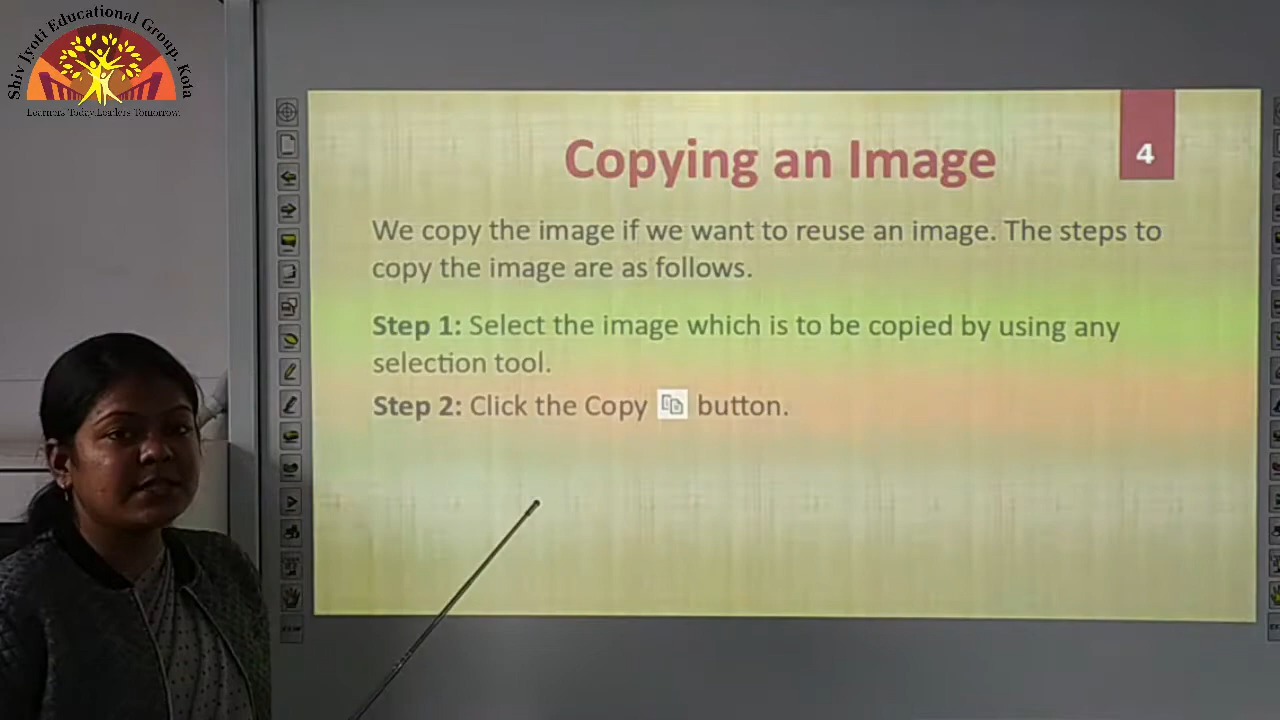 Shiv Jyoti Educational Group, Kota
Learners Today.Leaders Tomorrow.
Copying an Image
4
We copy the image if we want to reuse an image. The steps to
copy the image are as follows.
Step 1: Select the image which is to be copied by using any
selection tool.
Step 2: Click the Copy button.